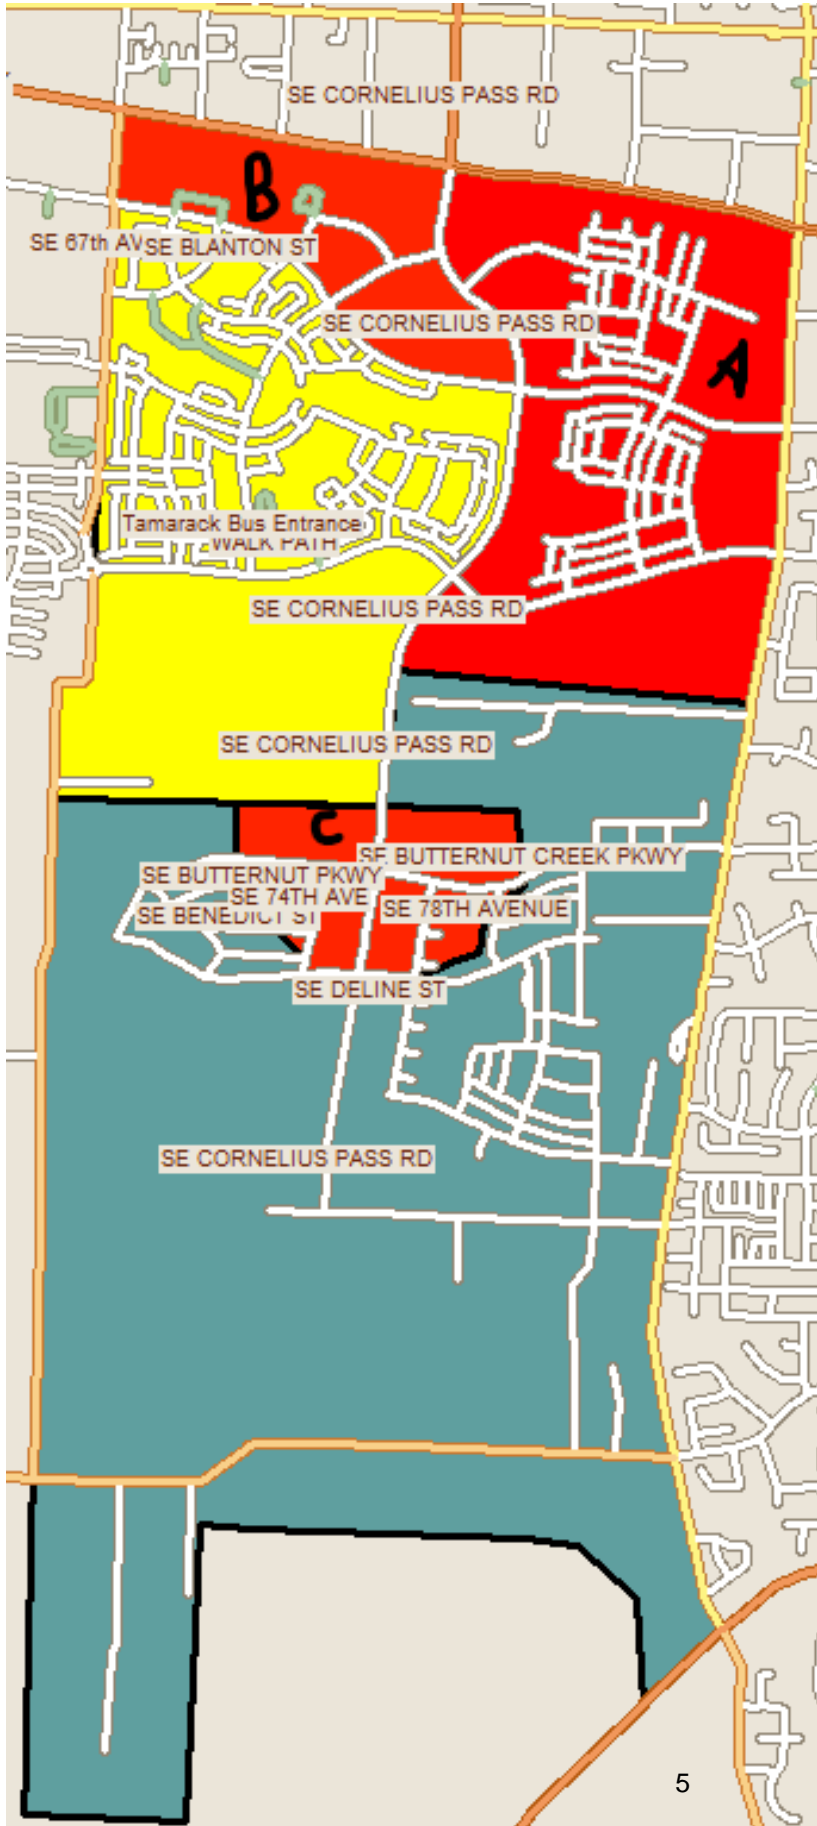 SE CORNELIUS PASS RD
B
SE 67th AV
SE BLANTON ST
SE CORNELIUS PASS RD
A
Tamarack Bus Entrance
WALK PATH
SE CORNELIUS PASS RD
SE CORNELIUS PASS RD
C
SE BUTTERNUT CREEK PKWY
SE BUTTERNUT PKWY
SE 74TH AVE
SE 78TH AVENUE
SE BENEDICT ST
SE DELINE ST
SE CORNELIUS PASS RD
5